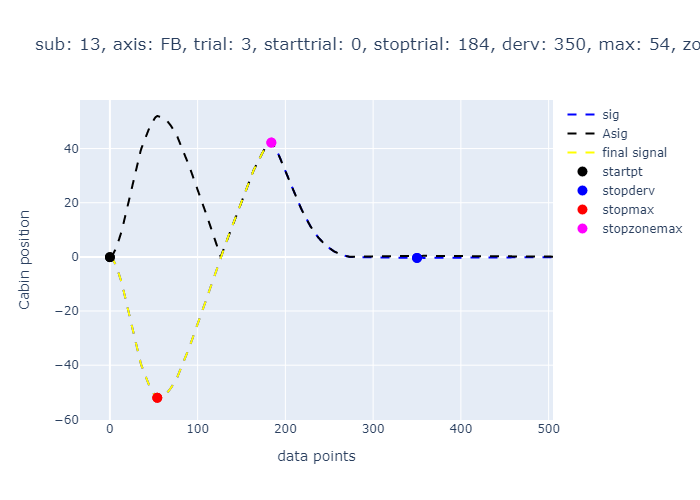 sub: 13, axis: FB, trial: 3, starttrial: 0, stoptrial: 184, derv: 350, max: 54, zo
sig
Asig
final signal
startpt
stopderv
stopmax
stopzonemax
40
20
0
−20
−40
−60
Cabin position
0 100 200 300 400 500
data points